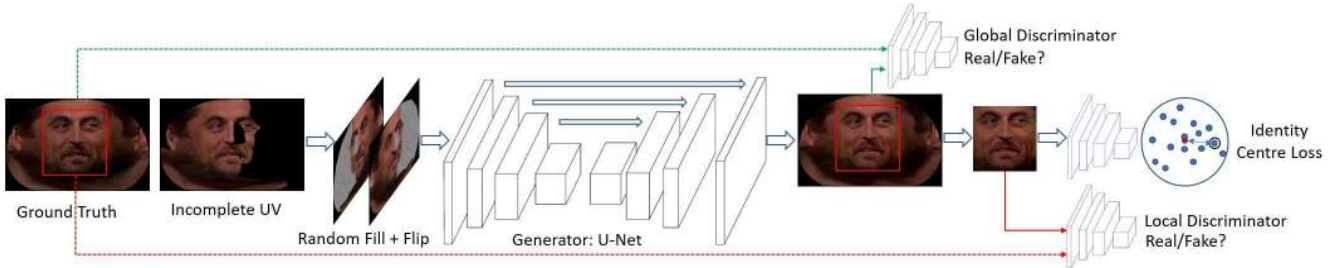 Global Discriminator
Real/Fake?
Identity
Centre Loss
Ground Truth
Incomplete UV
Random Fill + Flip
Generator: U-Net
Local Discriminator
Real/Fake?